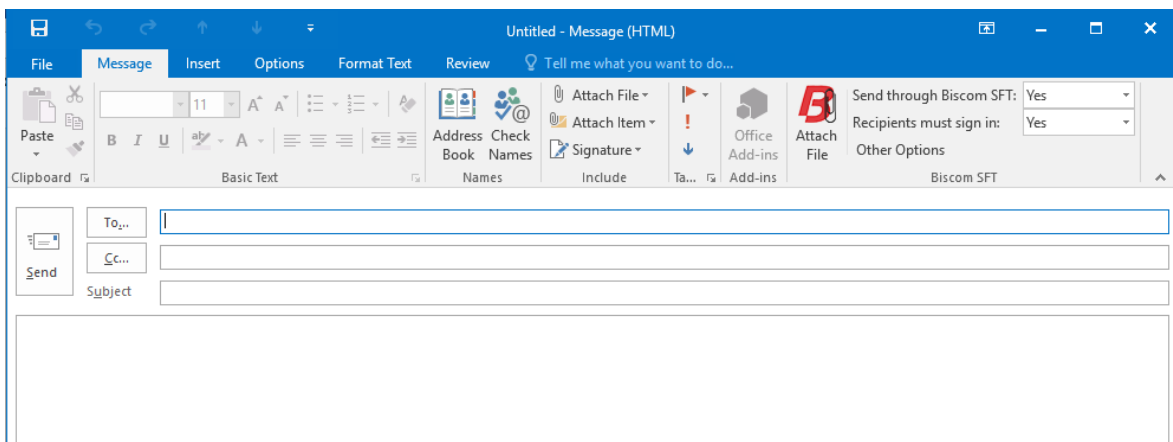 Untitled - Message (HTML)
File Message Insert Options Format Text Review Tell me what you want to do...
Paste
11
B I U aby A
Address Book
Check Names
Attach File
Attach Item
Signature
Office Add-ins
Attach File
Send through Biscom SFT: Yes
Recipients must sign in: Yes
Other Options
Clipboard Basic Text Names Include Ta... Add-ins Biscom SFT
To...
Cc...
Send
Subject